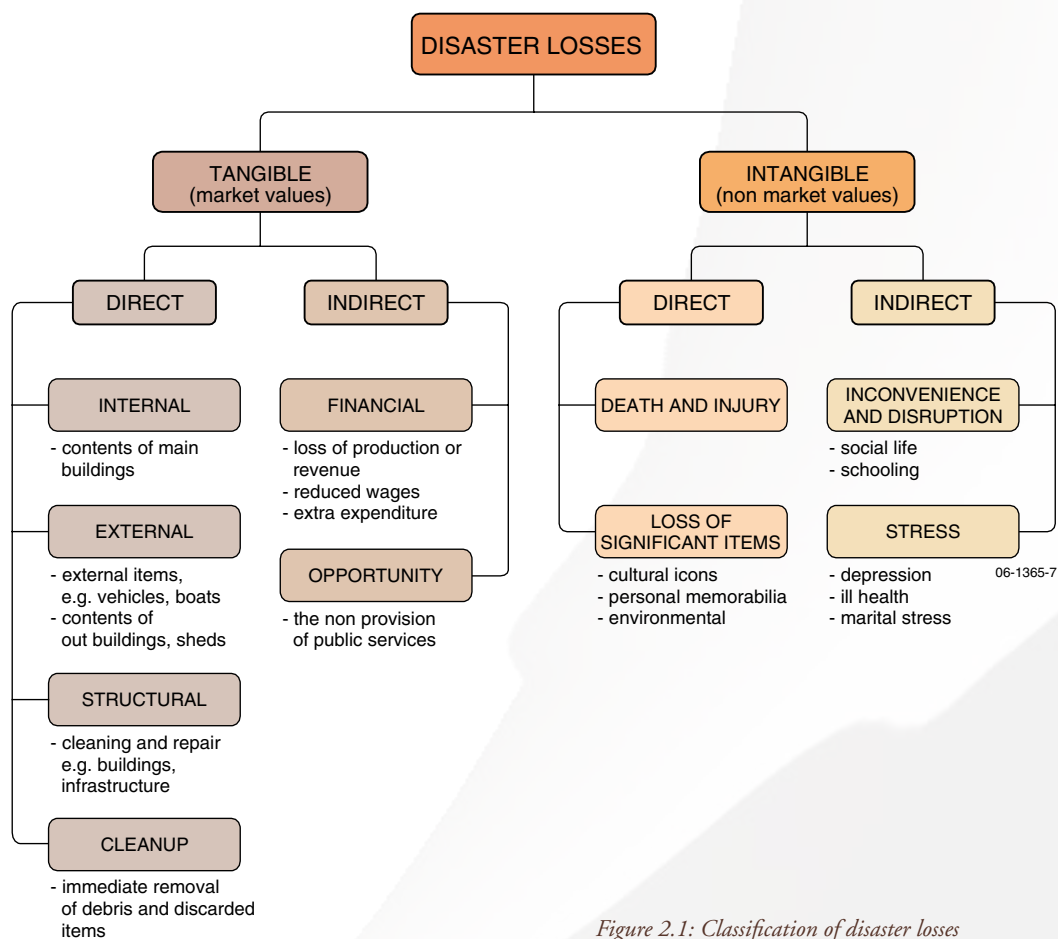 DISASTER LOSSES
TANGIBLE
(market values)
INTANGIBLE
(non market values)
DIRECT
INDIRECT
DIRECT
INDIRECT
INTERNAL
- contents of main
buildings
EXTERNAL
- external items,
e.g. vehicles, boats
- contents of
out buildings, sheds
STRUCTURAL
- cleaning and repair
e.g. buildings,
infrastructure
CLEANUP
- immediate removal
of debris and discarded
items
FINANCIAL
- loss of production or
revenue
- reduced wages
- extra expenditure
OPPORTUNITY
- the non provision
of public services
DEATH AND INJURY
LOSS OF
SIGNIFICANT ITEMS
- cultural icons
- personal memorabilia
- environmental
INCONVENIENCE
AND DISRUPTION
- social life
- schooling
STRESS
- depression
- ill health
- marital stress
06-1365-7
Figure 2.1: Classification of disaster losses